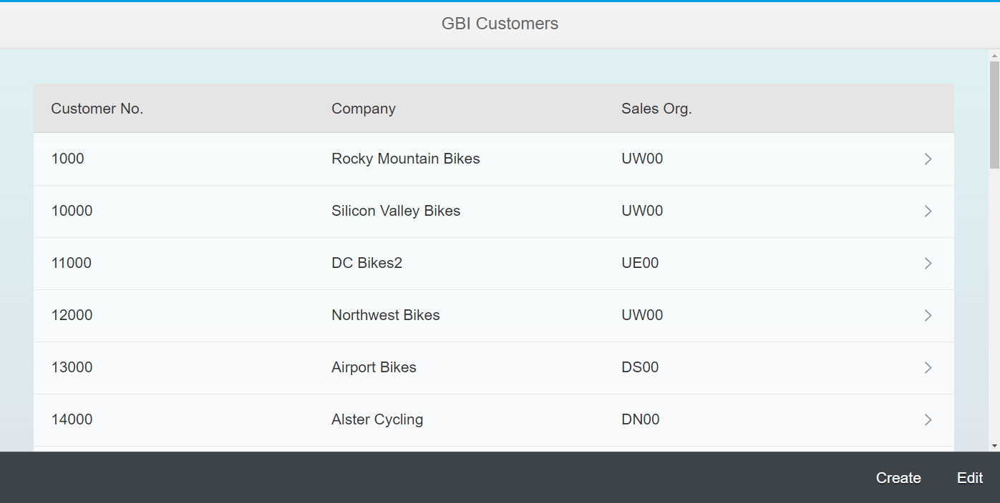 GBI Customers
Customer No. Company Sales Org.
1000 Rocky Mountain Bikes UW00
10000 Silicon Valley Bikes UW00
11000 DC Bikes2 UE00
12000 Northwest Bikes UW00
13000 Airport Bikes DS00
14000 Alster Cycling DN00
Create Edit